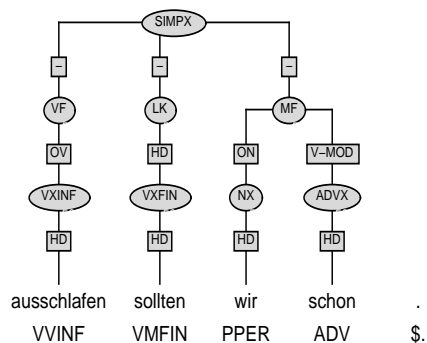 SIMPX
– – –
VF LK MF
OV HD ON V–MOD
VXINF VXFIN NX ADVX
HD HD HD HD
ausschlafen sollten wir schon .
VVINF VMFIN PPER ADV $.